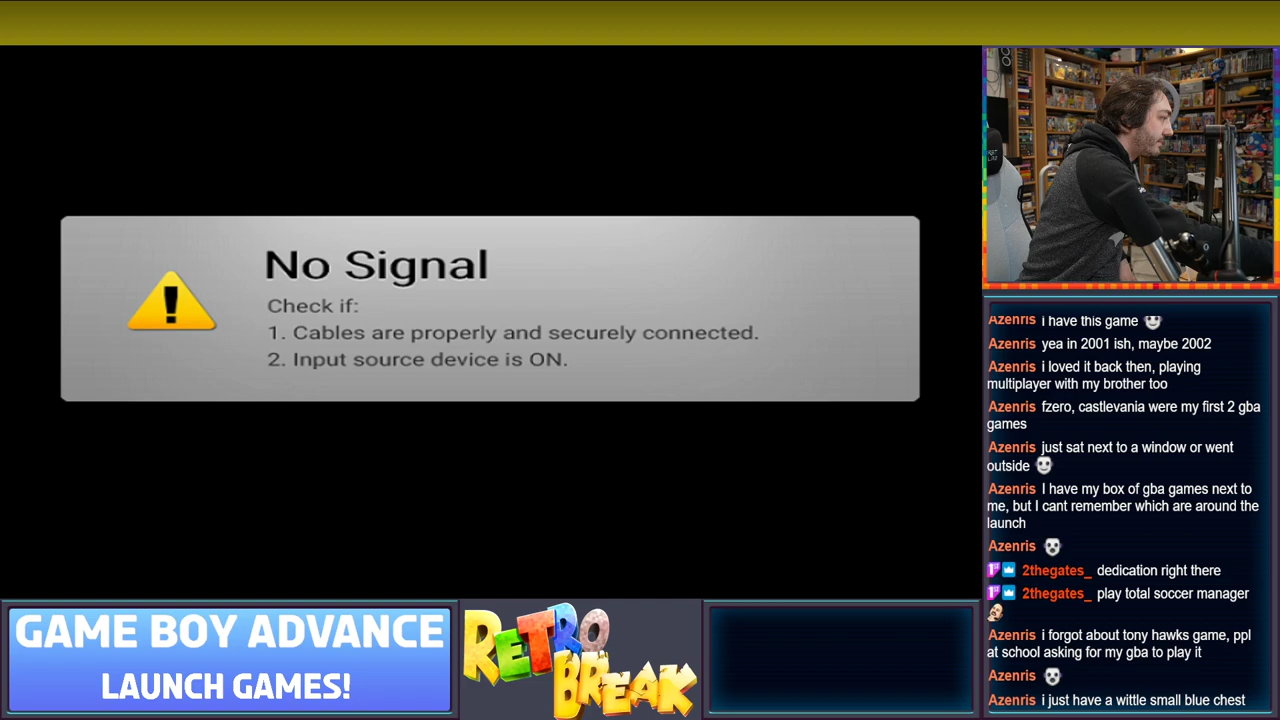 No Signal
Check if:
1. Cables are properly and securely connected.
2. Input source device is ON.
Azenris i have this game
Azenris yea in 2001 ish, maybe 2002
Azenris i loved it back then, playing
multiplayer with my brother too
Azenris fzero, castlevania were my first 2 gba
games
Azenris just sat next to a window or went
outside
Azenris I have my box of gba games next to
me, but I cant remember which are around the
launch
Azenris
2thegates_ dedication right there
2thegates_ play total soccer manager
Azenris i forgot about tony hawks game, ppl
at school asking for my gba to play it
Azenris
Azenris i just have a wittle small blue chest
GAME BOY ADVANCE
LAUNCH GAMES!
RETRO
BREAK